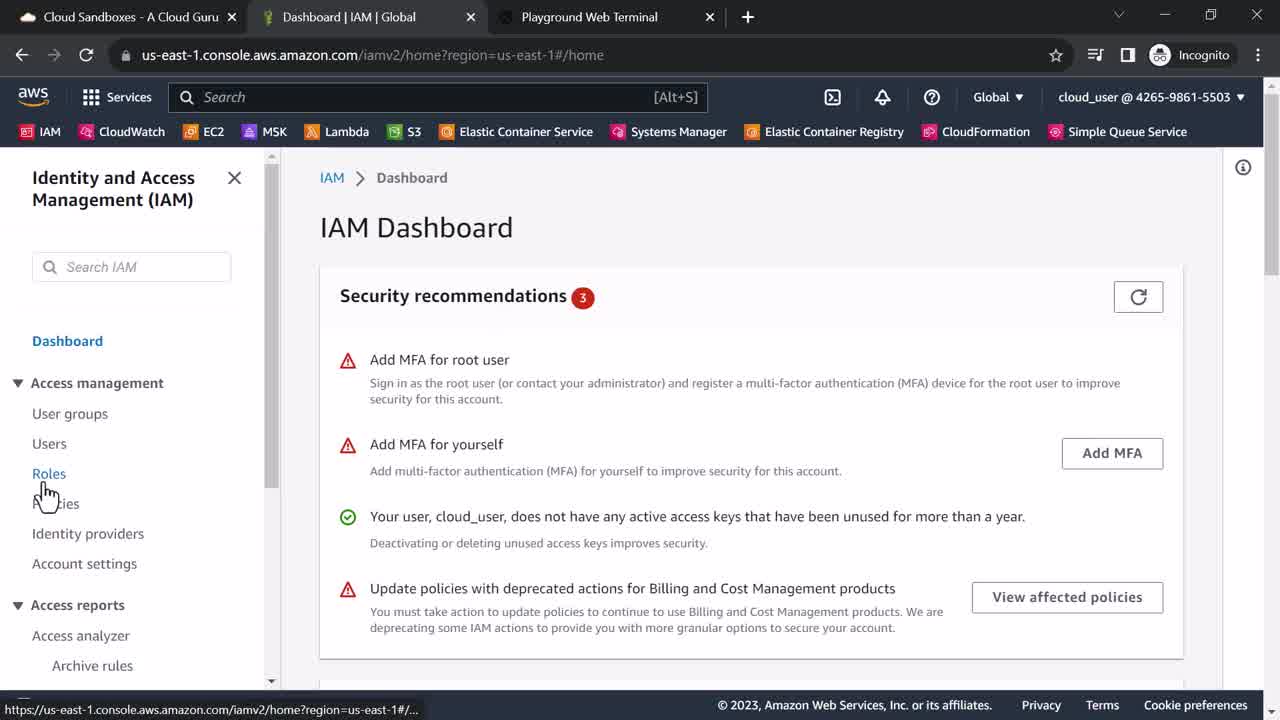 Cloud Sandboxes - A Cloud Guru
Dashboard | IAM | Global
Playground Web Terminal
us-east-1.console.aws.amazon.com/iamv2/home?region=us-east-1#/home
Incognito
aws
Services
Search
[Alt+S]
Global
cloud_user @ 4265-9861-5503
IAM
CloudWatch
EC2
MSK
Lambda
S3
Elastic Container Service
Systems Manager
Elastic Container Registry
CloudFormation
Simple Queue Service
Identity and Access
Management (IAM)
Search IAM
Dashboard
Access management
User groups
Users
Roles
Identity providers
Account settings
Access reports
Access analyzer
Archive rules
IAM
Dashboard
IAM Dashboard
Security recommendations 3
Add MFA for root user
Sign in as the root user (or contact your administrator) and register a multi-factor authentication (MFA) device for the root user to improve
security for this account.
Add MFA for yourself
Add multi-factor authentication (MFA) for yourself to improve security for this account.
Add MFA
Your user, cloud_user, does not have any active access keys that have been unused for more than a year.
Deactivating or deleting unused access keys improves security.
Update policies with deprecated actions for Billing and Cost Management products
You must take action to update policies to continue to use Billing and Cost Management products. We are
deprecating some IAM actions to provide you with more granular options to secure your account.
View affected policies
https://us-east-1.console.aws.amazon.com/iamv2/home?region=us-east-1#/...
© 2023, Amazon Web Services, Inc. or its affiliates.
Privacy
Terms
Cookie preferences